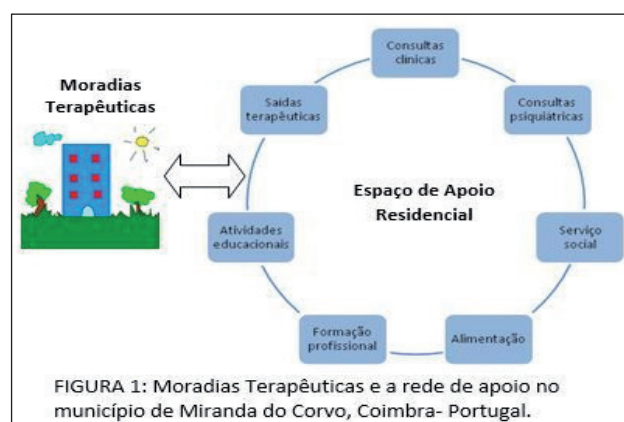 Moradias
Terapêuticas
Consultas
clínicas
Consultas
psiquiátricas
Serviço
social
Alimentação
Formação
profissional
Atividades
educacionais
Saídas
terapêuticas
Espaço de Apoio
Residencial
FIGURA 1: Moradias Terapêuticas e a rede de apoio no
município de Miranda do Corvo, Coimbra- Portugal.